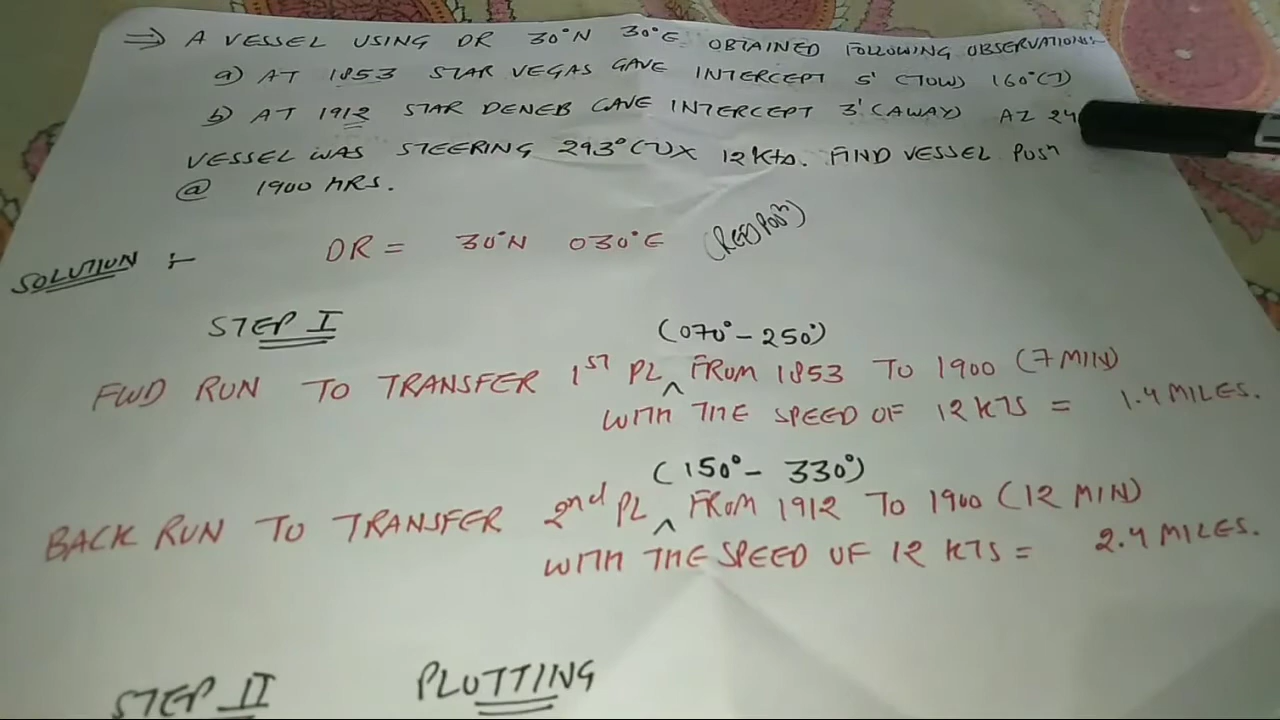 ⇒ A VESSEL USING DR 30°N 30°E OBTAINED FOLLOWING OBSERVATIONS:-
a) AT 1853 STAR VEGAS GAVE INTERCEPT 5' (TOW) 160°(T)
b) AT 1912 STAR DENEB GAVE INTERCEPT 3' (AWAY) AZ 24
VESSEL WAS STEERING 293°(T) X 12 Kts. FIND VESSEL POSN
@ 1900 HRS.
SOLUTION :- DR = 30°N 030°E (RED POSN)
STEP I
(070° - 250°)
FWD RUN TO TRANSFER 1ST PL ^ FROM 1853 TO 1900 (7 MIN)
WITH THE SPEED OF 12 KTS = 1.4 MILES.
(150° - 330°)
BACK RUN TO TRANSFER 2nd PL ^ FROM 1912 TO 1900 (12 MIN)
WITH THE SPEED OF 12 KTS = 2.4 MILES.
STEP II PLOTTING